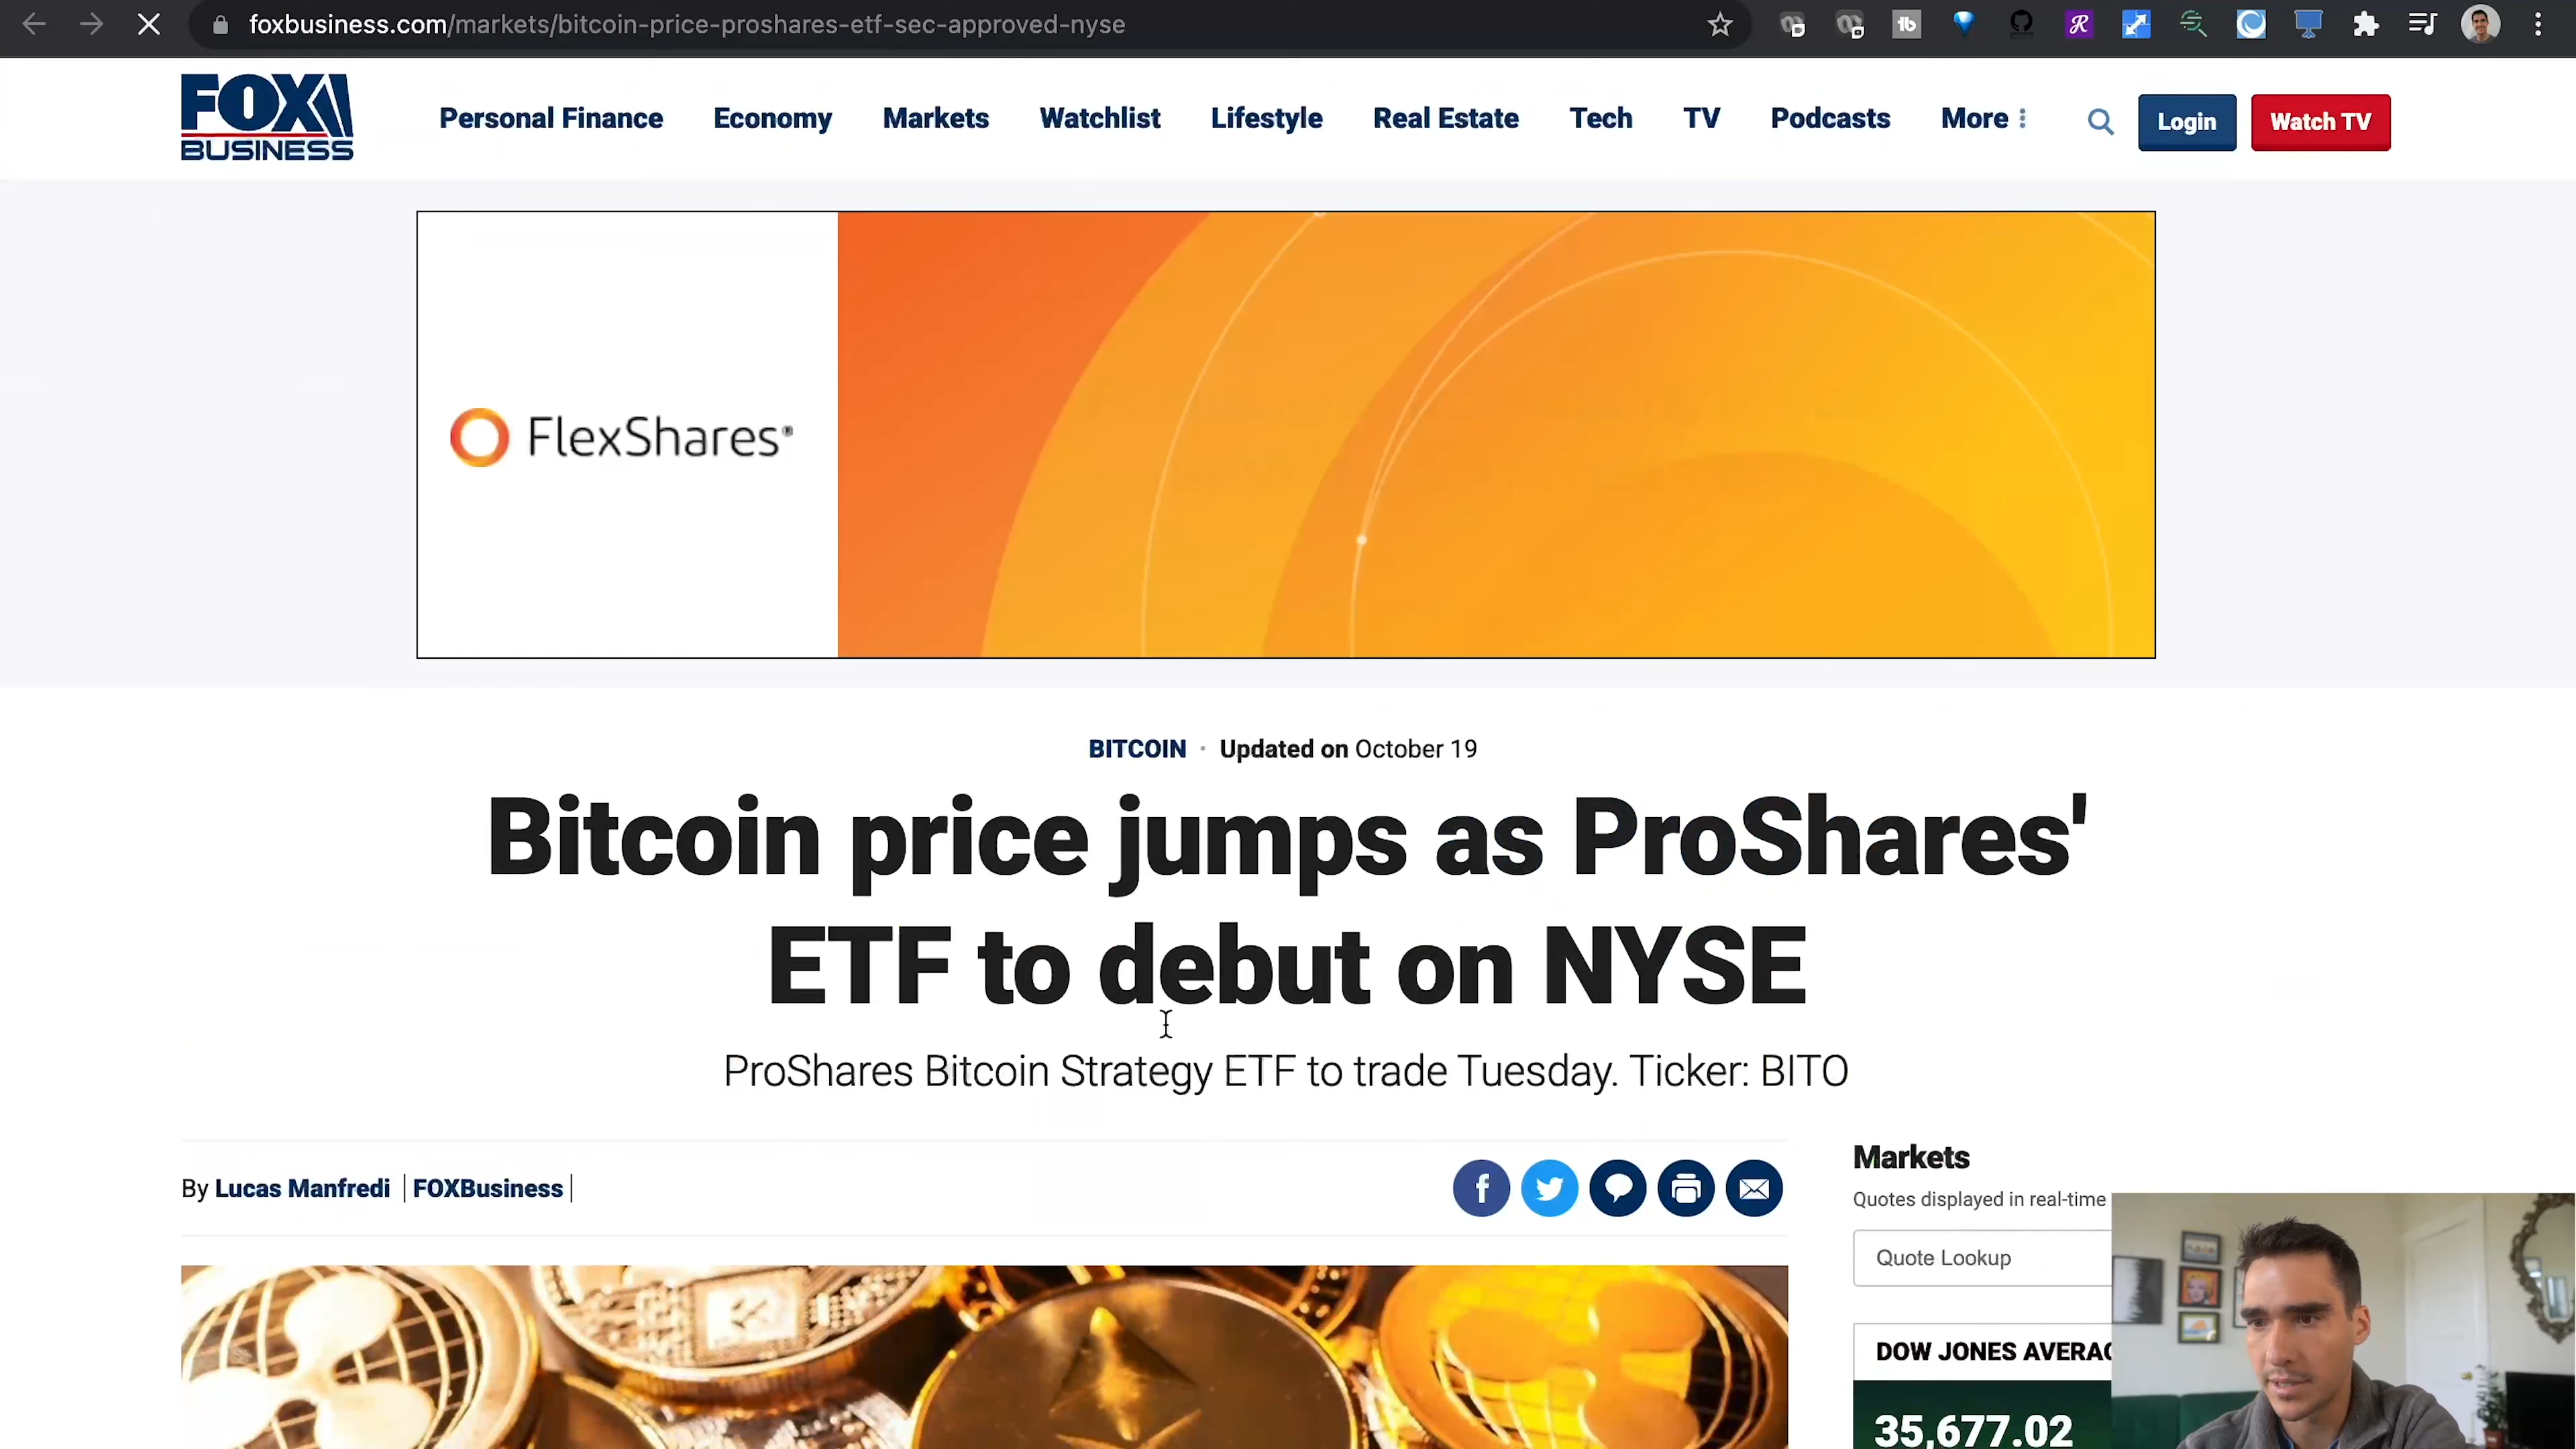 foxbusiness.com/markets/bitcoin-price-proshares-etf-sec-approved-nyse
FOX BUSINESS
Personal Finance Economy Markets Watchlist Lifestyle Real Estate Tech TV Podcasts More Login Watch TV
FlexShares®
BITCOIN · Updated on October 19
Bitcoin price jumps as ProShares'
ETF to debut on NYSE
ProShares Bitcoin Strategy ETF to trade Tuesday. Ticker: BITO
By Lucas Manfredi | FOXBusiness |
Markets
Quotes displayed in real-time
Quote Lookup
DOW JONES AVERAG
35,677.02